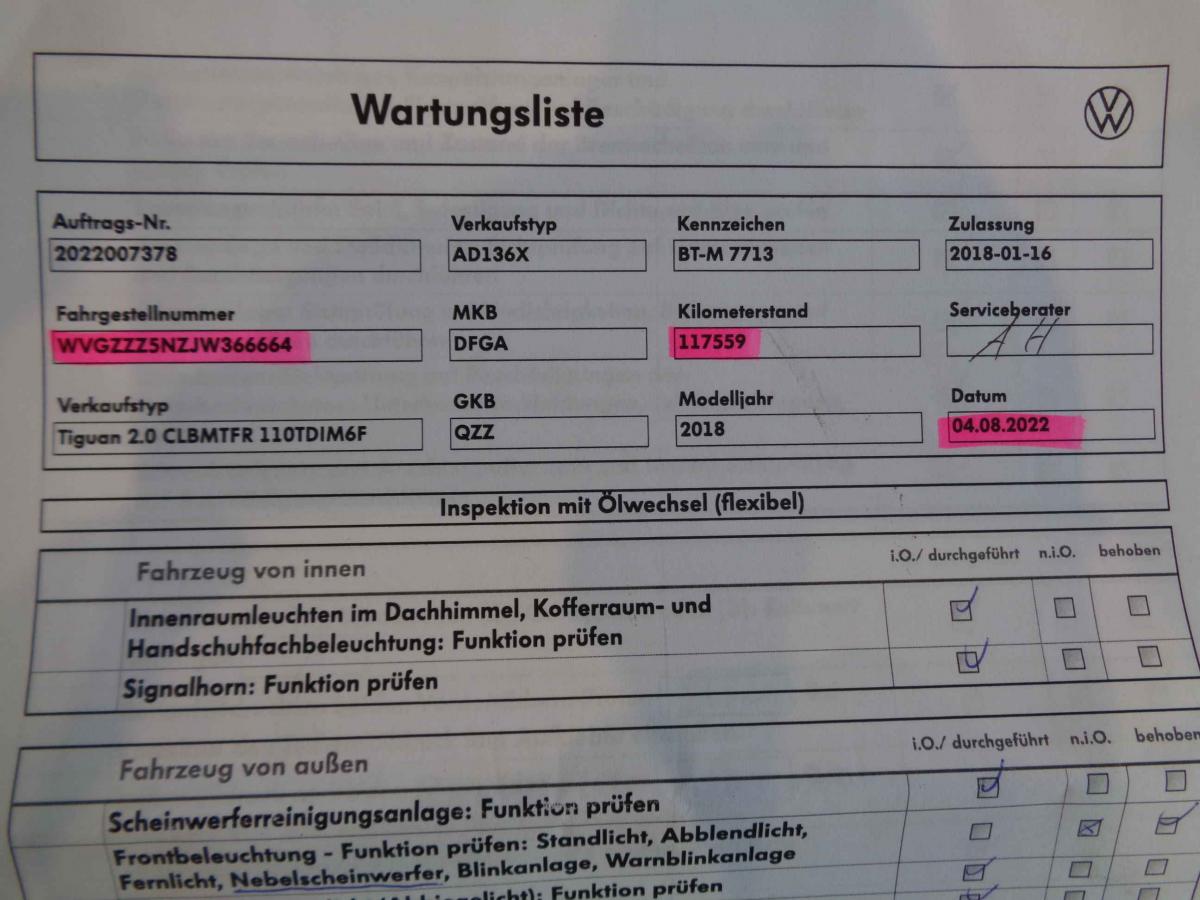 Wartungsliste
Auftrags-Nr. Verkaufstyp Kennzeichen Zulassung
2022007378 AD136X BT-M 7713 2018-01-16
Fahrgestellnummer MKB Kilometerstand Serviceberater
WVGZZZ5NZJW366664 DFGA 117559 AH
Verkaufstyp GKB Modelljahr Datum
Tiguan 2.0 CLBMTFR 110TDIM6F QZZ 2018 04.08.2022
Inspektion mit Ölwechsel (flexibel)
Fahrzeug von innen i.O./ durchgeführt n.i.O. behoben
Innenraumleuchten im Dachhimmel, Kofferraum- und
Handschuhfachbeleuchtung: Funktion prüfen
Signalhorn: Funktion prüfen
Fahrzeug von außen i.O./ durchgeführt n.i.O. behoben
Scheinwerferreinigungsanlage: Funktion prüfen
Frontbeleuchtung - Funktion prüfen: Standlicht, Abblendlicht,
Fernlicht, Nebelscheinwerfer, Blinkanlage, Warnblinkanlage
Funktion prüfen